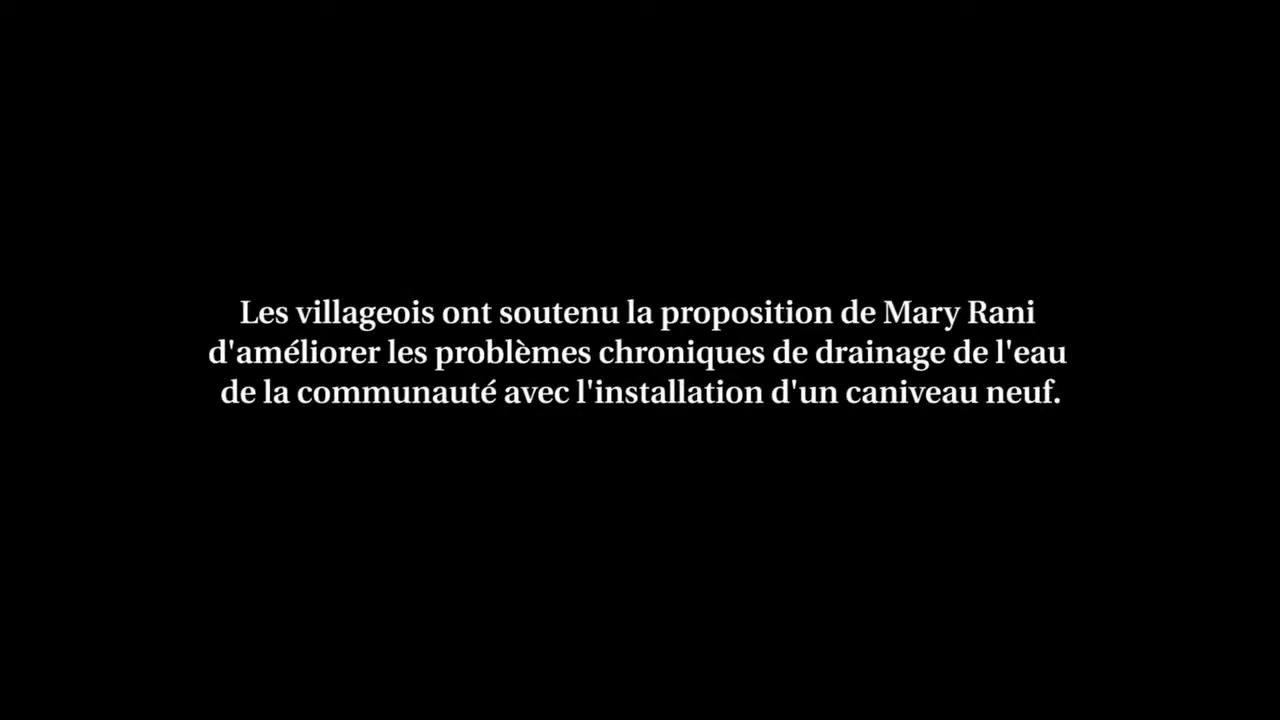 Les villageois ont soutenu la proposition de Mary Rani
d'améliorer les problèmes chroniques de drainage de l'eau
de la communauté avec l'installation d'un caniveau neuf.